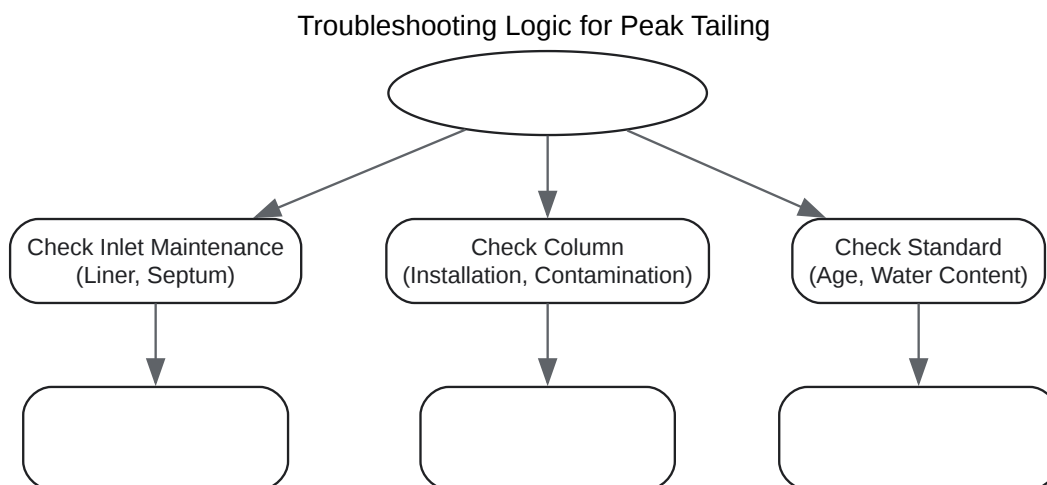 Troubleshooting Logic for Peak Tailing
Check Inlet Maintenance
(Liner, Septum)
Check Column
(Installation, Contamination)
Check Standard
(Age, Water Content)